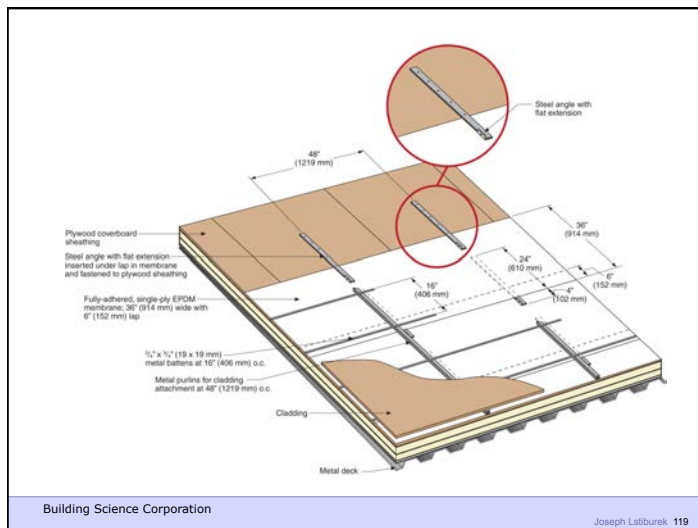 Steel angle with
flat extension
48"
(1219 mm)
36"
(914 mm)
Plywood coverboard
sheathing
24"
(610 mm)
6"
(152 mm)
Steel angle with flat extension
inserted under lap in membrane
and fastened to plywood sheathing
16"
(406 mm)
4"
(102 mm)
Fully-adhered, single-ply EPDM
membrane; 36" (914 mm) wide with
6" (152 mm) lap
¾" x ¾" (19 x 19 mm)
metal battens at 16" (406 mm) o.c.
Metal purlins for cladding
attachment at 48" (1219 mm) o.c.
Cladding
Metal deck
Building Science Corporation
Joseph Lstiburek 119